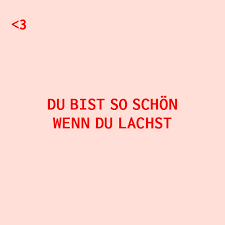 <3
DU BIST SO SCHÖN
WENN DU LACHST